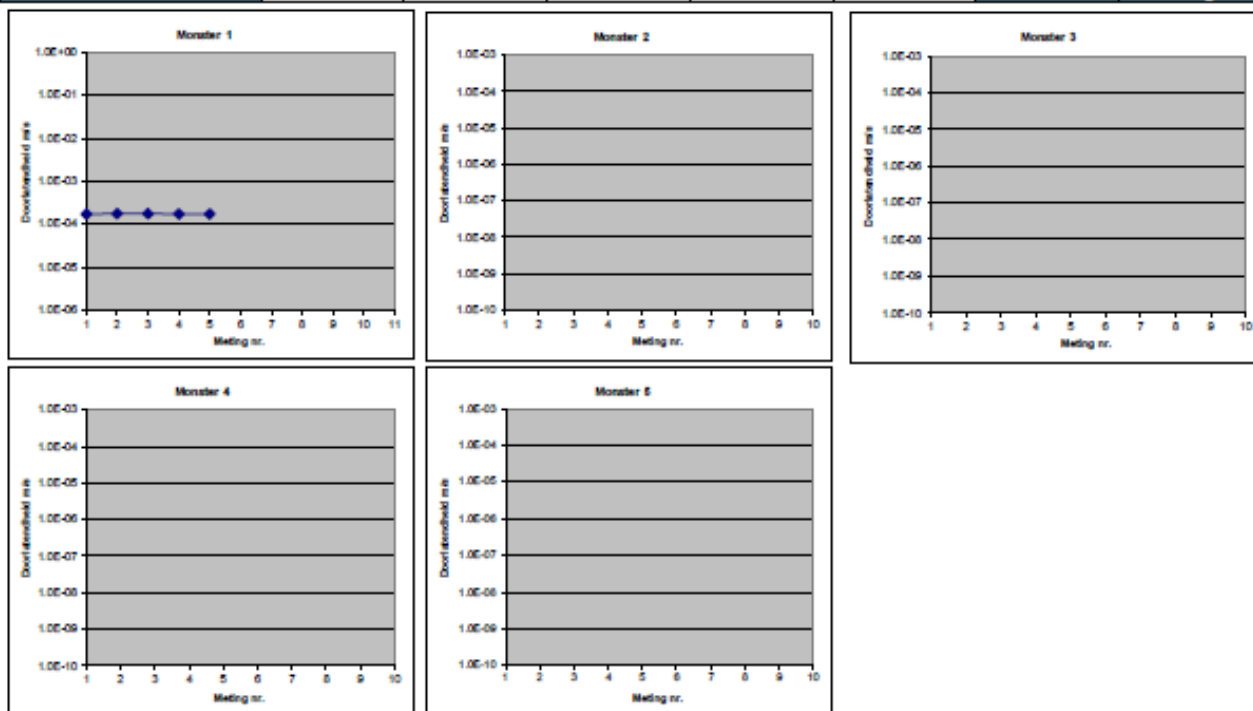 Monster 1
1.0E+00
1.0E-01
1.0E-02
1.0E-03
1.0E-04
1.0E-05
1.0E-06
Doorlatendheid m/s
1 2 3 4 5 6 7 8 9 10 11
Meting nr.
Monster 2
1.0E-03
1.0E-04
1.0E-05
1.0E-06
1.0E-07
1.0E-08
1.0E-09
1.0E-10
Doorlatendheid m/s
1 2 3 4 5 6 7 8 9 10
Meting nr.
Monster 3
1.0E-03
1.0E-04
1.0E-05
1.0E-06
1.0E-07
1.0E-08
1.0E-09
1.0E-10
Doorlatendheid m/s
1 2 3 4 5 6 7 8 9 10
Meting nr.
Monster 4
1.0E-03
1.0E-04
1.0E-05
1.0E-06
1.0E-07
1.0E-08
1.0E-09
1.0E-10
Doorlatendheid m/s
1 2 3 4 5 6 7 8 9 10
Meting nr.
Monster 5
1.0E-03
1.0E-04
1.0E-05
1.0E-06
1.0E-07
1.0E-08
1.0E-09
1.0E-10
Doorlatendheid m/s
1 2 3 4 5 6 7 8 9 10
Meting nr.